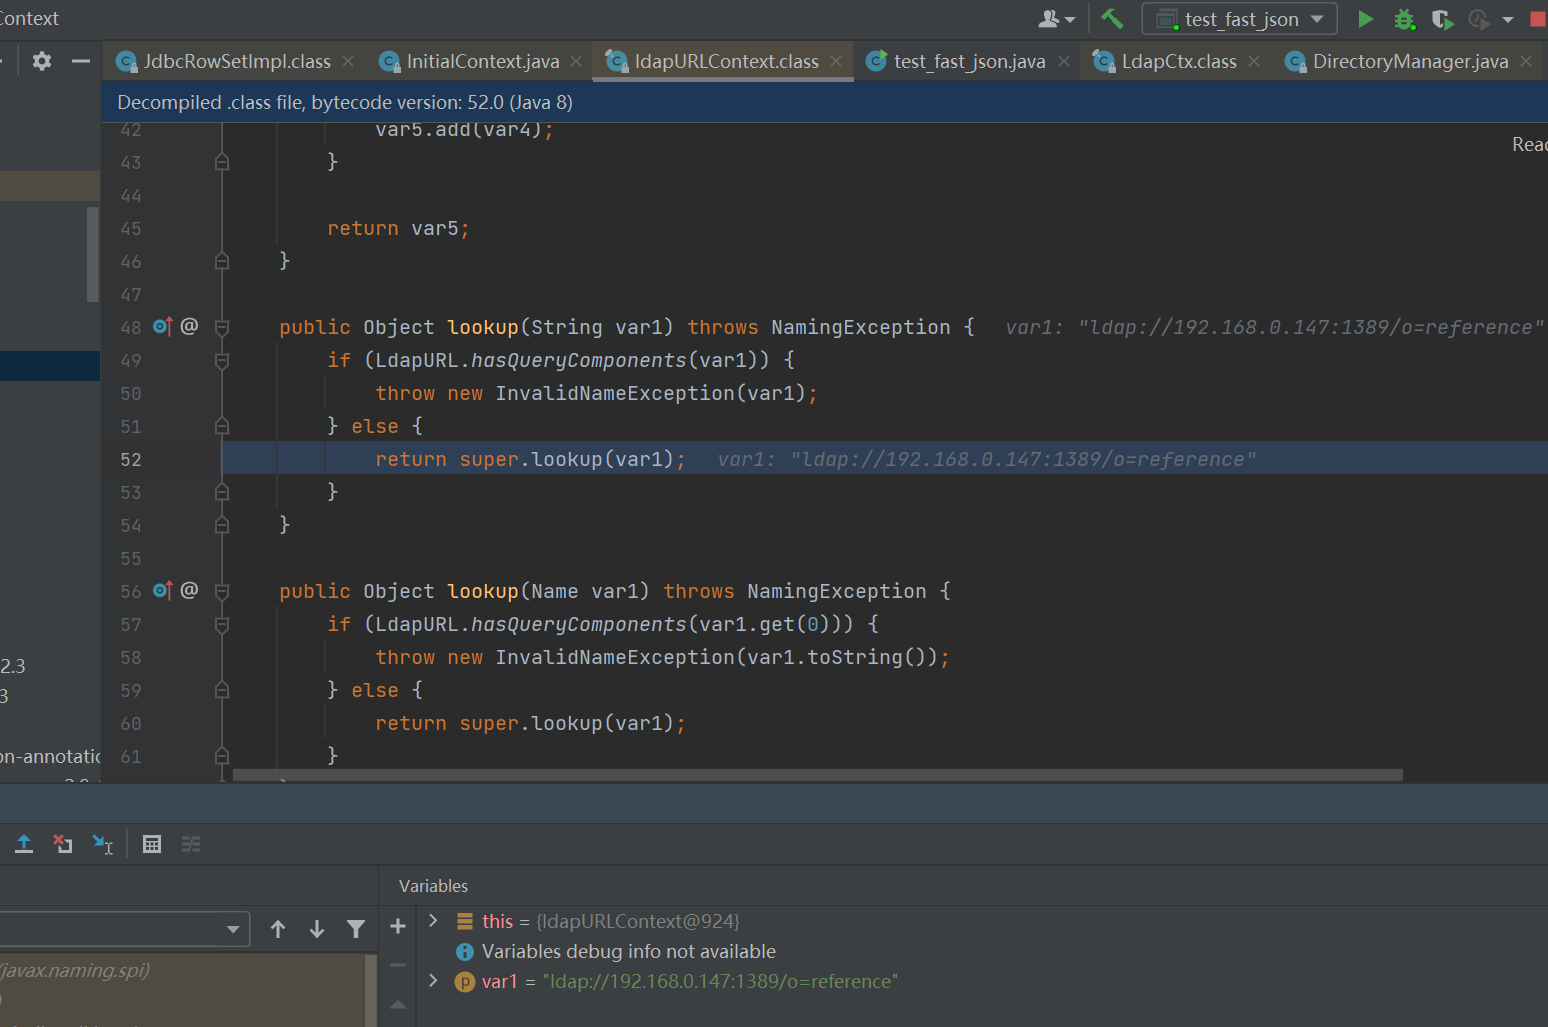 Context
test_fast_json
JdbcRowSetImpl.class
InitialContext.java
ldapURLContext.class
test_fast_json.java
LdapCtx.class
DirectoryManager.java
Decompiled .class file, bytecode version: 52.0 (Java 8)
42 var5.add(var4);
Reac
43 }
44
45 return var5;
46 }
47
48 @ public Object lookup(String var1) throws NamingException { var1: "ldap://192.168.0.147:1389/o=reference"
49 if (LdapURL.hasQueryComponents(var1)) {
50 throw new InvalidNameException(var1);
51 } else {
52 return super.lookup(var1); var1: "ldap://192.168.0.147:1389/o=reference"
53 }
54 }
55
56 @ public Object lookup(Name var1) throws NamingException {
57 if (LdapURL.hasQueryComponents(var1.get(0))) {
58 throw new InvalidNameException(var1.toString());
2.3
59 } else {
3
60 return super.lookup(var1);
on-annotatic
61 }
Variables
this = {ldapURLContext@924}
Variables debug info not available
(javax.naming.spi)
var1 = "ldap://192.168.0.147:1389/o=reference"